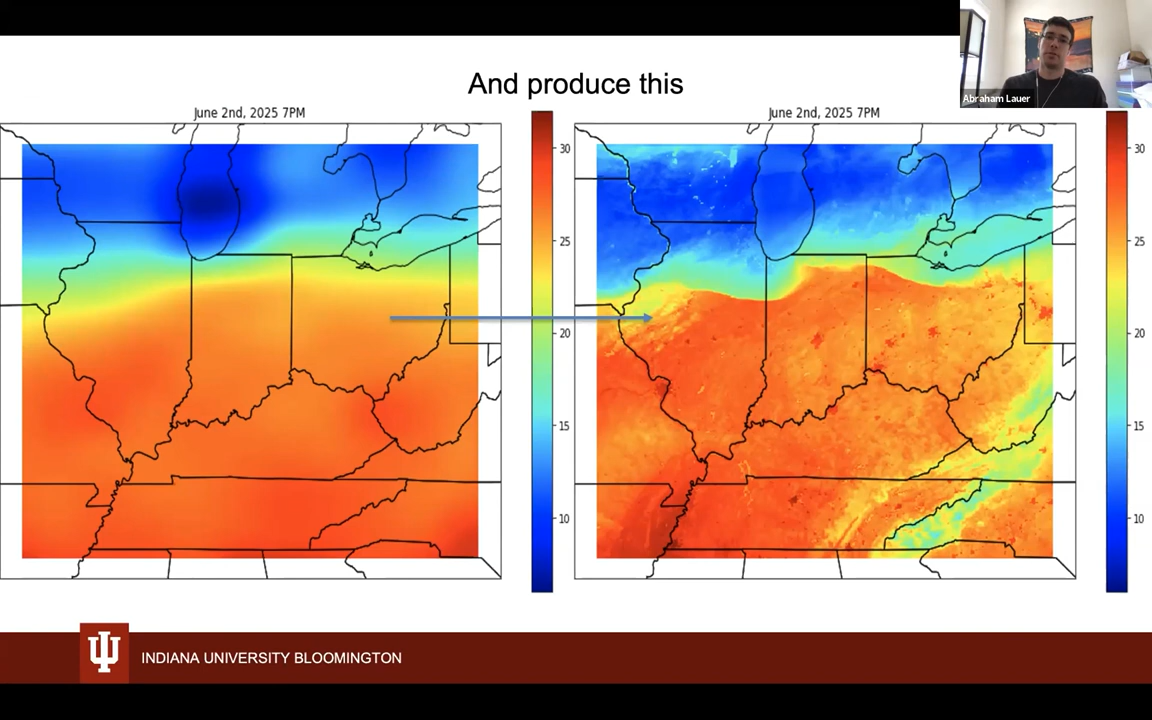 And produce this
Abraham Lauer
June 2nd, 2025 7PM
June 2nd, 2025 7PM
30
25
20
15
10
30
25
20
15
10
INDIANA UNIVERSITY BLOOMINGTON